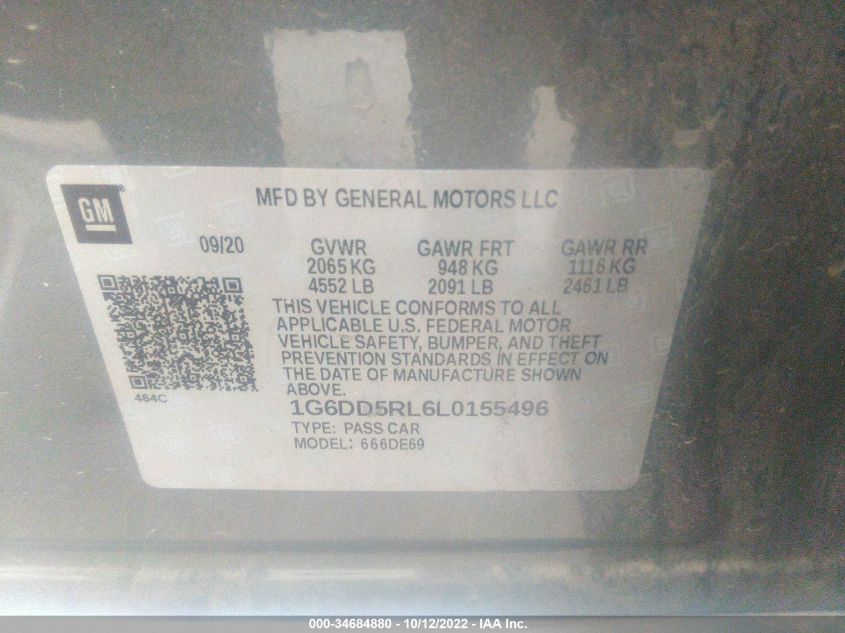 GM
MFD BY GENERAL MOTORS LLC
09/20 GVWR GAWR FRT GAWR RR
2065 KG 948 KG 1116 KG
4552 LB 2091 LB 2461 LB
THIS VEHICLE CONFORMS TO ALL
APPLICABLE U.S. FEDERAL MOTOR
VEHICLE SAFETY, BUMPER, AND THEFT
PREVENTION STANDARDS IN EFFECT ON
THE DATE OF MANUFACTURE SHOWN
ABOVE.
464C
1G6DD5RL6L0155496
TYPE: PASS CAR
MODEL: 666DE69
000-34684880 - 10/12/2022 - IAA Inc.